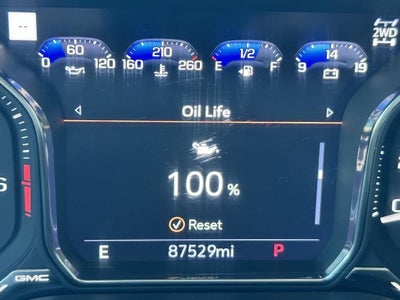 --
60 210 1/2 14 2WD
0 120 160 260 E F 9 19
Oil Life
100 %
Reset
E 87529mi P
GMC